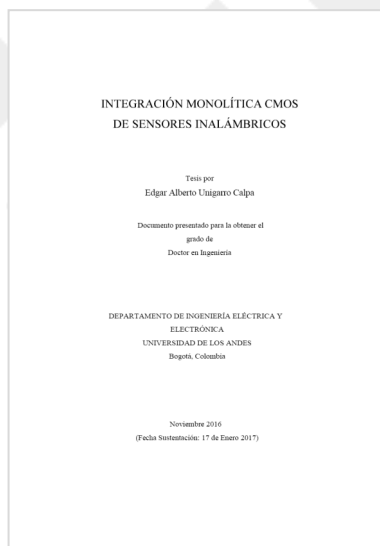 INTEGRACIÓN MONOLÍTICA CMOS
DE SENSORES INALÁMBRICOS
Tesis por
Edgar Alberto Unigarro Calpa
Documento presentado para la obtener el
grado de
Doctor en Ingeniería
DEPARTAMENTO DE INGENIERÍA ELÉCTRICA Y
ELECTRÓNICA
UNIVERSIDAD DE LOS ANDES
Bogotá, Colombia
Noviembre 2016
(Fecha Sustentación: 17 de Enero 2017)